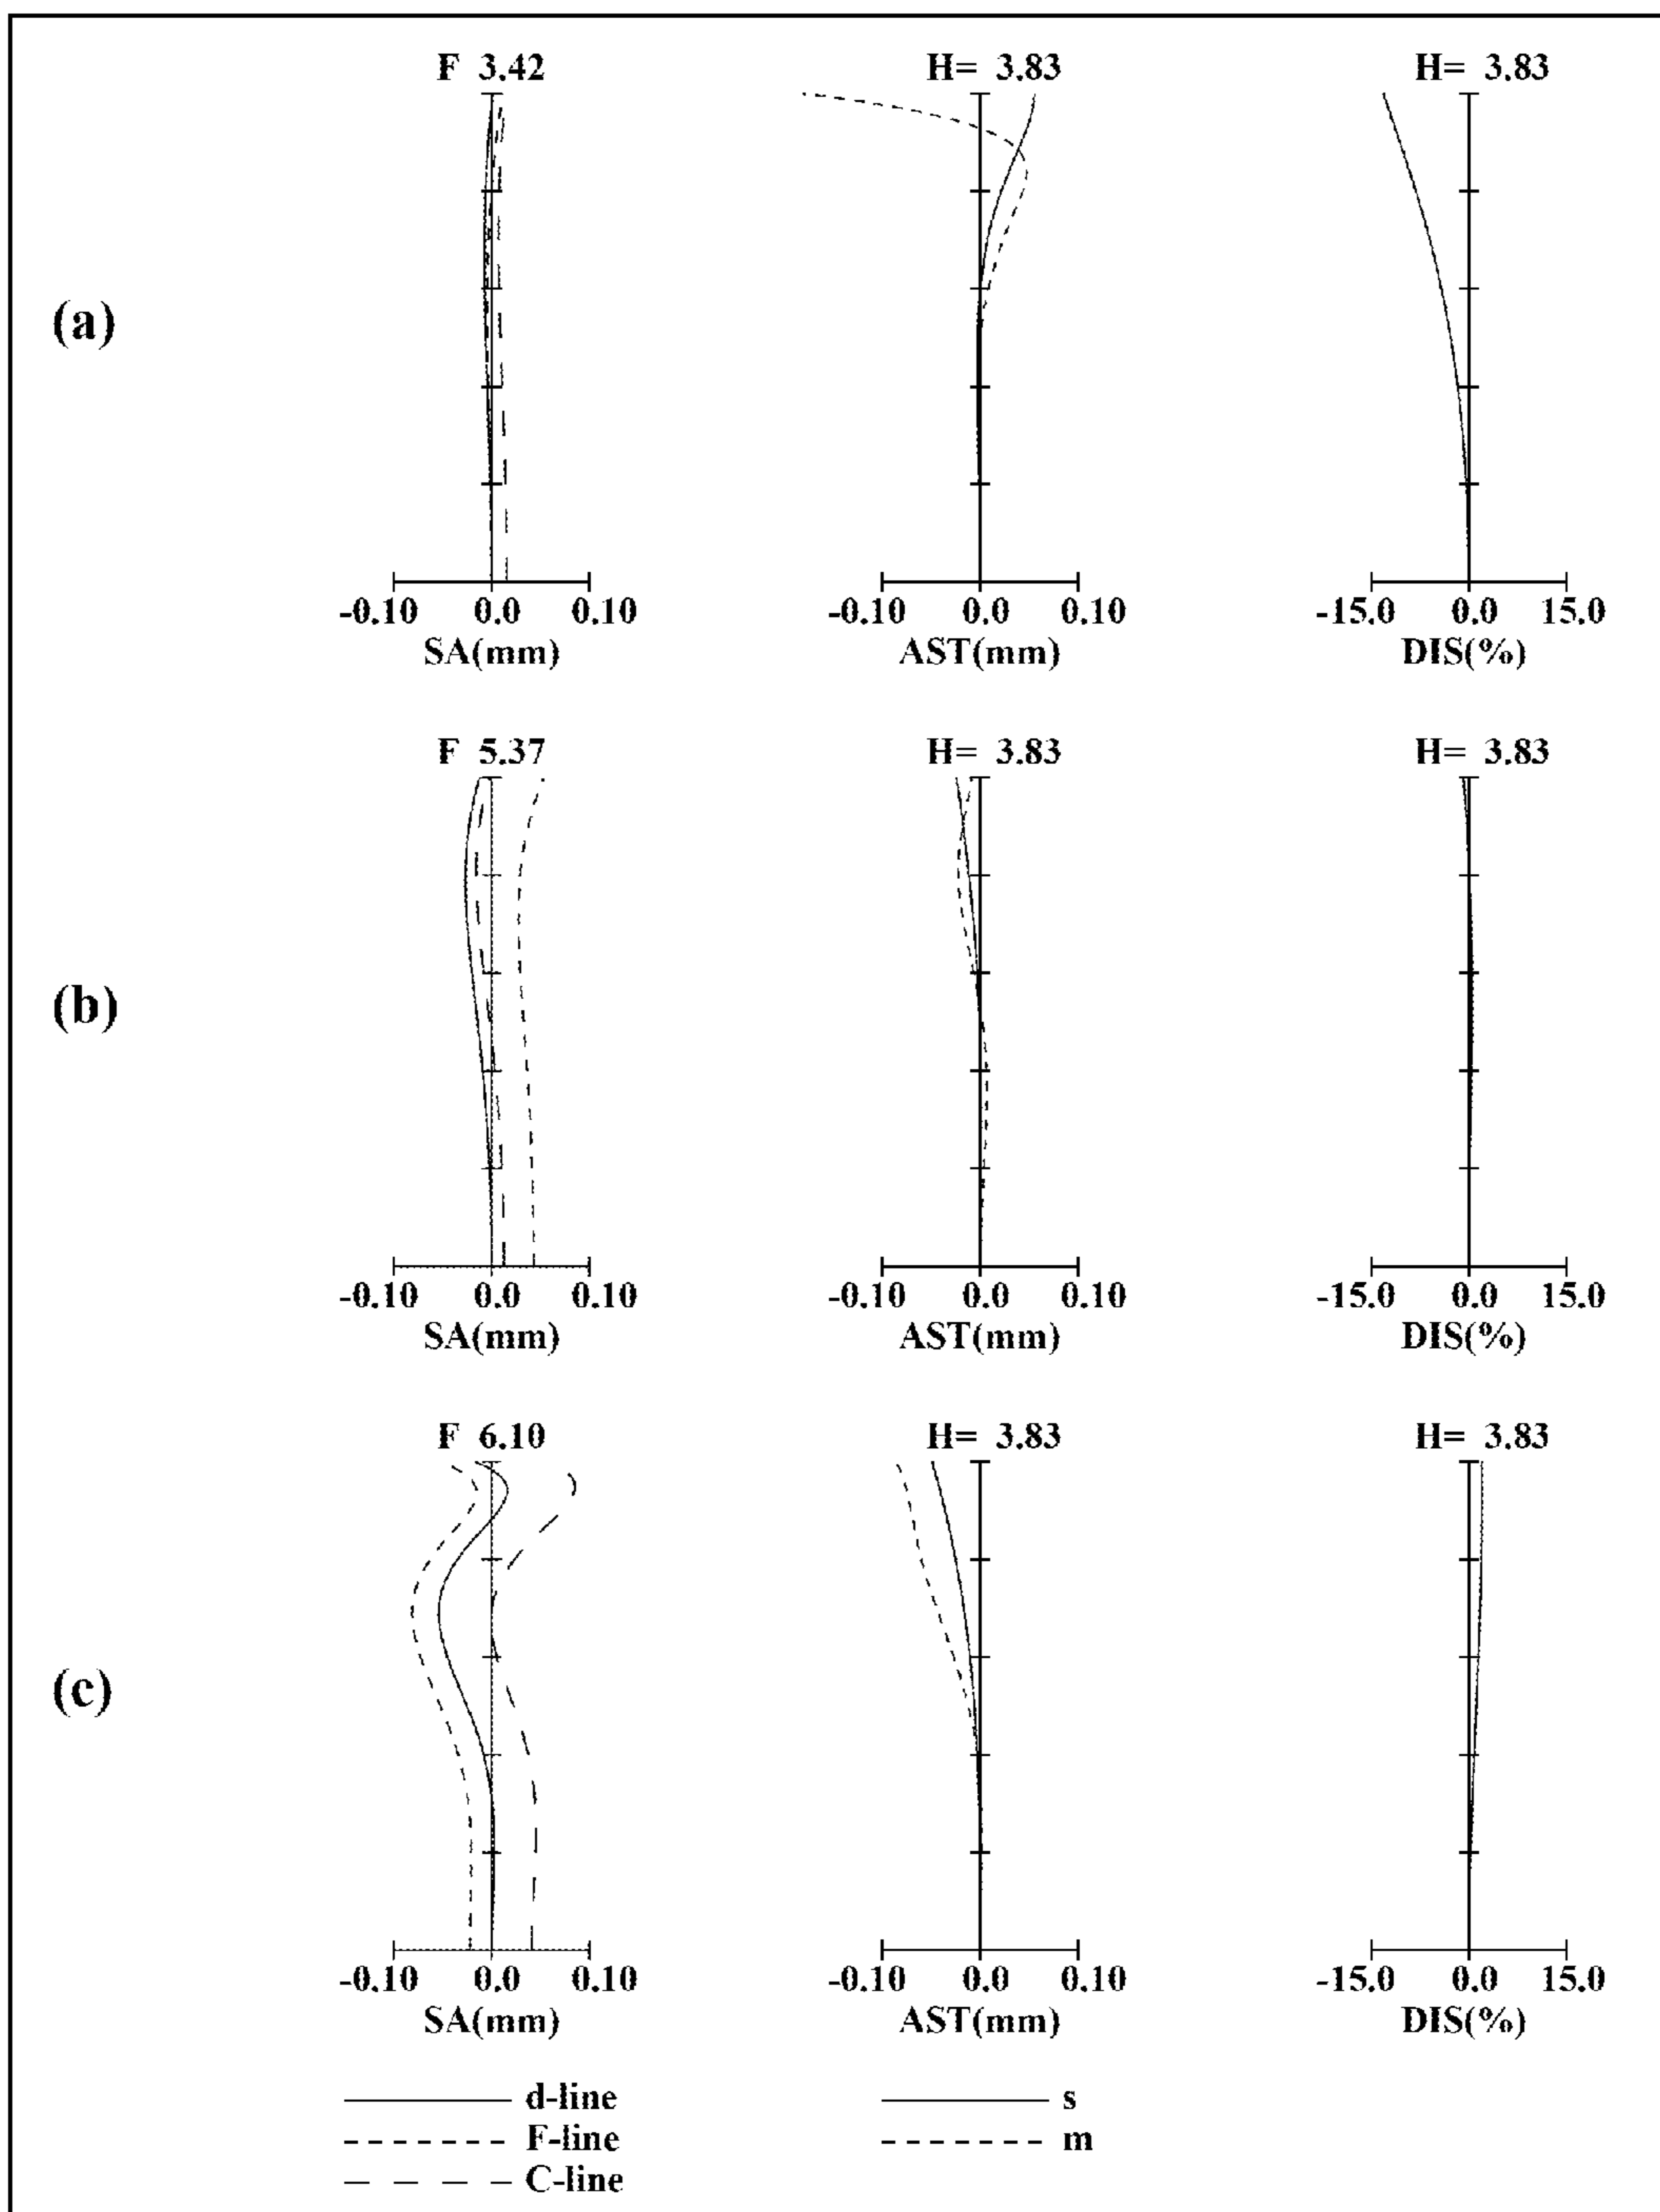 F 3.42 H= 3.83 H= 3.83
(a)
-0.10 0.0 0.10 -0.10 0.0 0.10 -15.0 0.0 15.0
SA(mm) AST(mm) DIS(%)
F 5.37 H= 3.83 H= 3.83
(b)
-0.10 0.0 0.10 -0.10 0.0 0.10 -15.0 0.0 15.0
SA(mm) AST(mm) DIS(%)
F 6.10 H= 3.83 H= 3.83
(c)
-0.10 0.0 0.10 -0.10 0.0 0.10 -15.0 0.0 15.0
SA(mm) AST(mm) DIS(%)
d-line s
F-line m
C-line